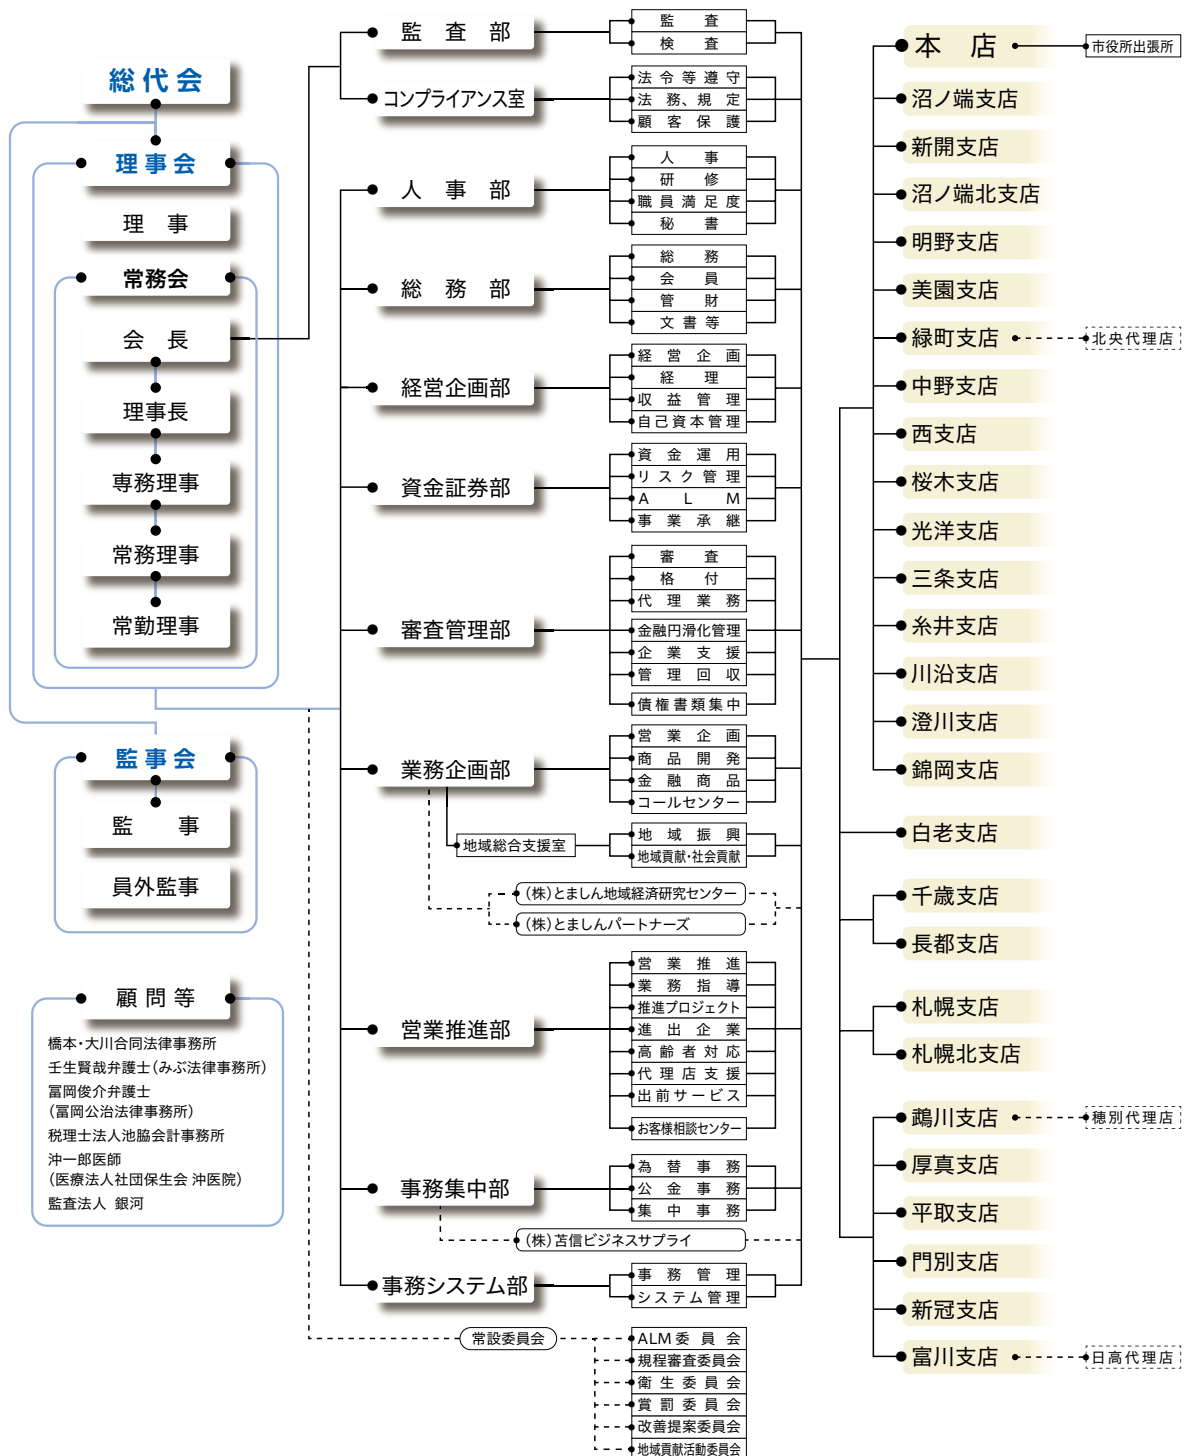 総代会
理事会
理　事
常務会
会　長
理事長
専務理事
常務理事
常勤理事
監事会
監　事
員外監事
顧問等
橋本・大川合同法律事務所
壬生賢哉弁護士（みぶ法律事務所）
冨岡俊介弁護士
（冨岡公治法律事務所）
税理士法人池脇会計事務所
沖一郎医師
（医療法人社団保生会 沖医院）
監査法人 銀河
監査部
監　査
検　査
コンプライアンス室
法令等遵守
法務、規定
顧客保護
人事部
人　事
研　修
職員満足度
秘　書
総務部
総　務
会　員
管　財
文書等
経営企画部
経営企画
経　理
収益管理
自己資本管理
資金証券部
資金運用
リスク管理
ALM
事業承継
審査管理部
審　査
格　付
代理業務
金融円滑化管理
企業支援
管理回収
債権書類集中
業務企画部
営業企画
商品開発
金融商品
コールセンター
地域総合支援室
地域振興
地域貢献・社会貢献
（株）とましん地域経済研究センター
（株）とましんパートナーズ
営業推進部
営業推進
業務指導
推進プロジェクト
進出企業
高齢者対応
代理店支援
出前サービス
お客様相談センター
事務集中部
為替事務
公金事務
集中事務
（株）苫信ビジネスサプライ
事務システム部
事務管理
システム管理
常設委員会
ALM委員会
規程審査委員会
衛生委員会
賞罰委員会
改善提案委員会
地域貢献活動委員会
本　店
市役所出張所
沼ノ端支店
新開支店
沼ノ端北支店
明野支店
美園支店
緑町支店
北央代理店
中野支店
西支店
桜木支店
光洋支店
三条支店
糸井支店
川沿支店
澄川支店
錦岡支店
白老支店
千歳支店
長都支店
札幌支店
札幌北支店
鵡川支店
穂別代理店
厚真支店
平取支店
門別支店
新冠支店
富川支店
日高代理店